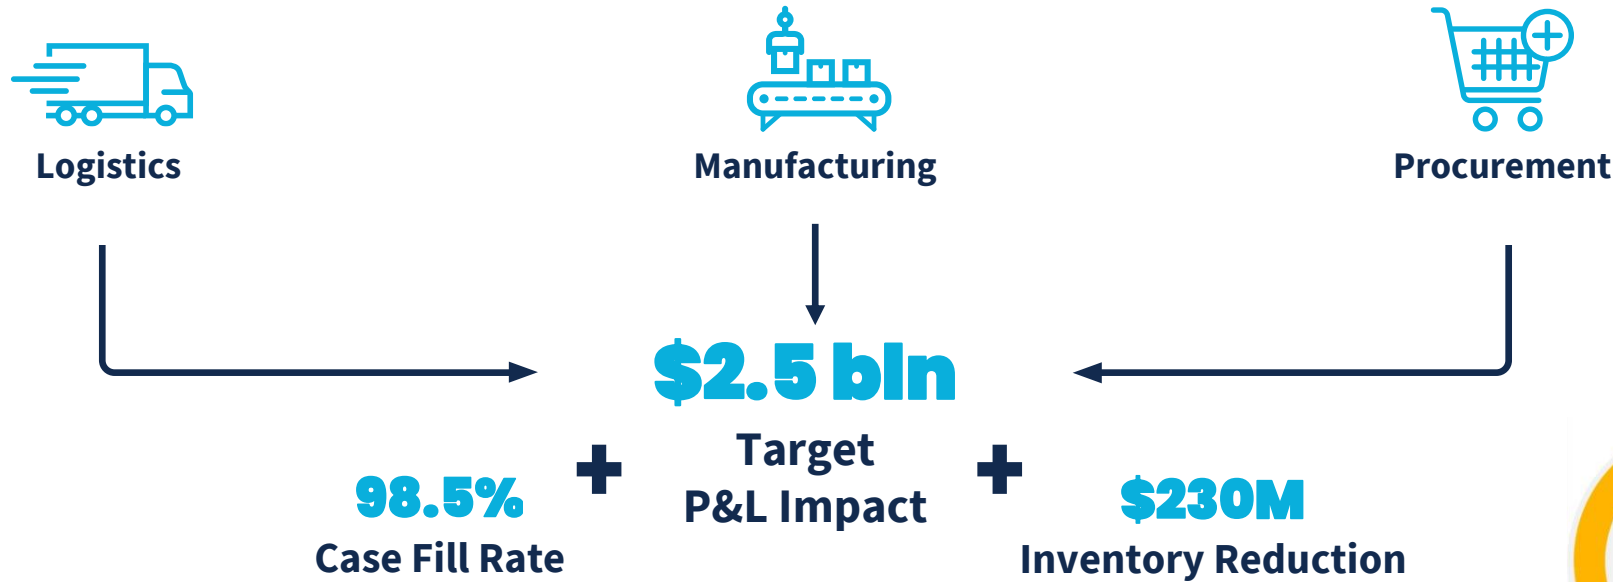 Logistics
Manufacturing
Procurement
$2.5 bln
Target
P&L Impact
98.5%
Case Fill Rate
$230M
Inventory Reduction